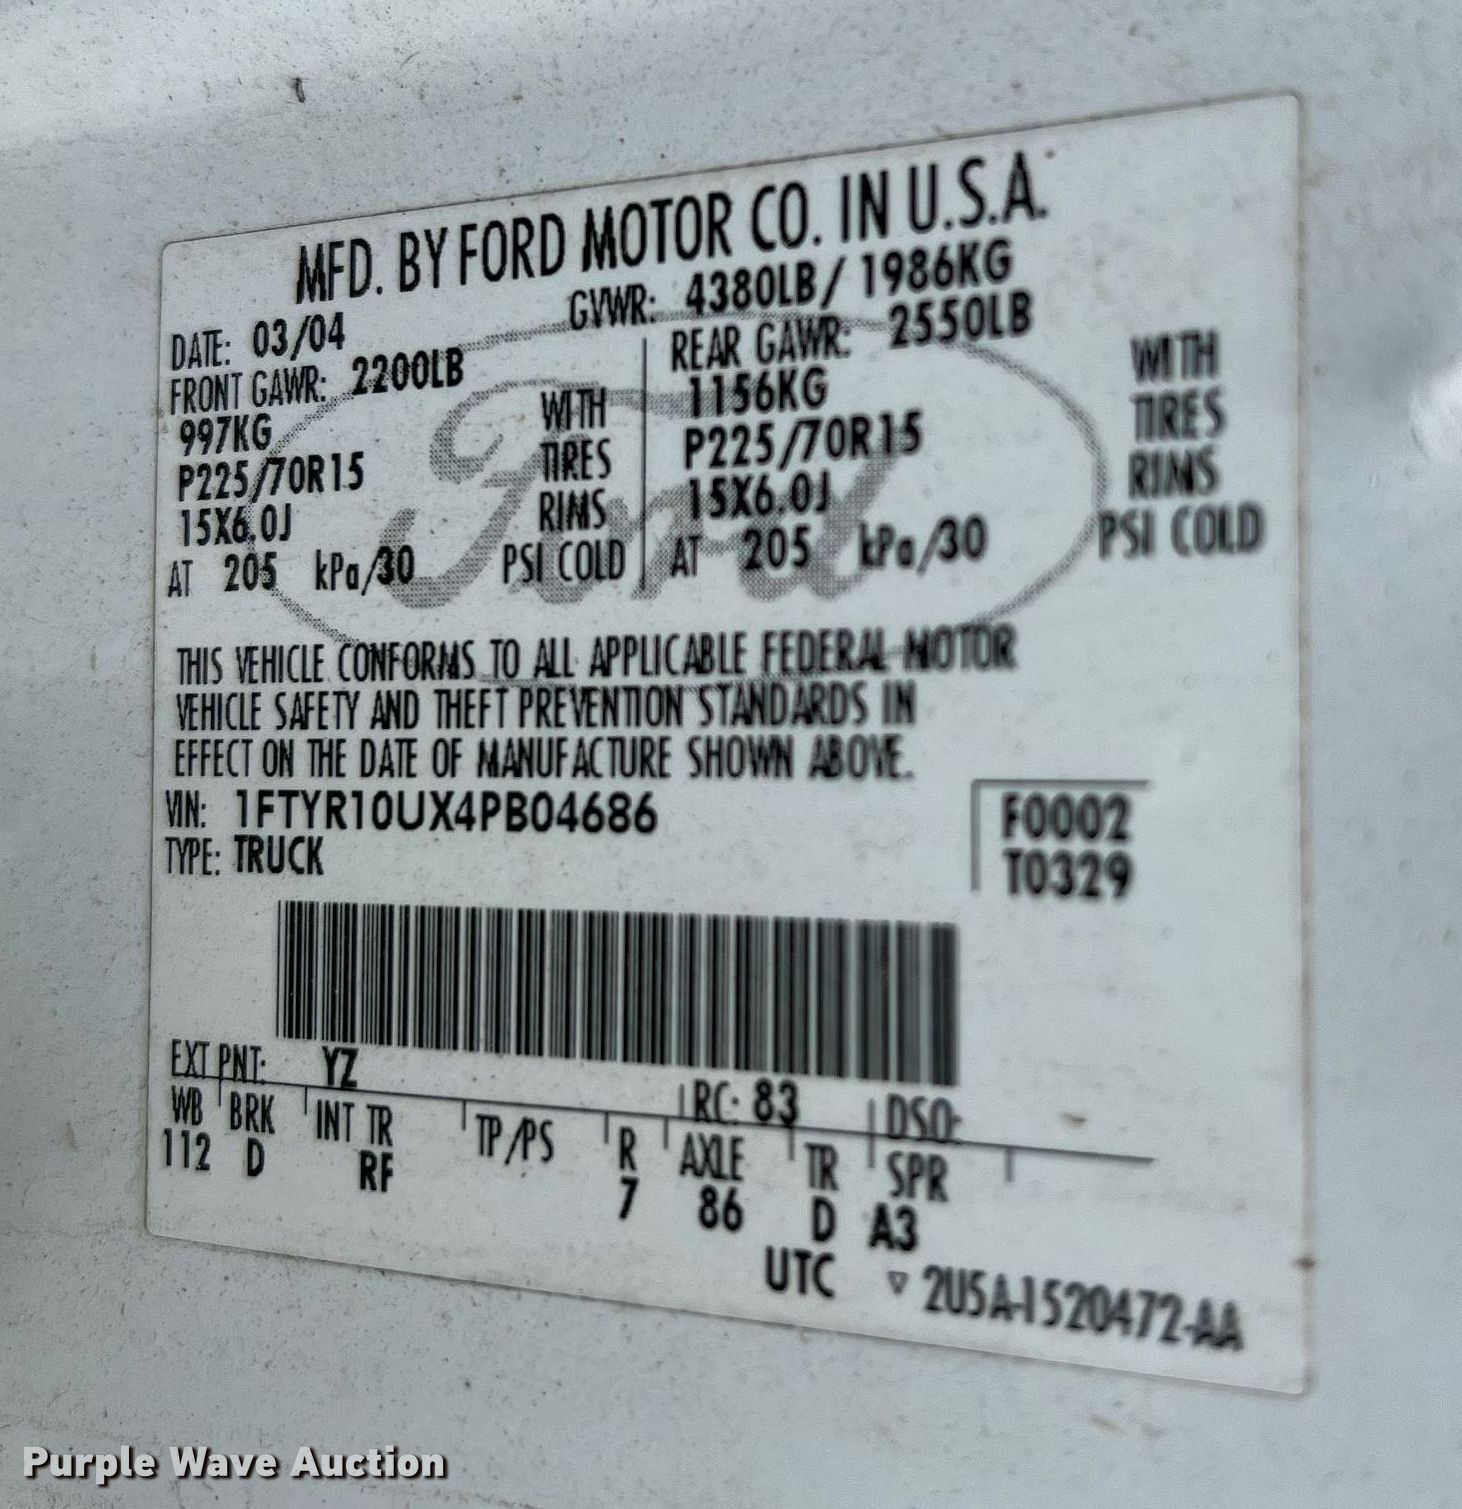 MFD. BY FORD MOTOR CO. IN U.S.A.
DATE: 03/04 GVWR: 4380LB/ 1986KG
FRONT GAWR: 2200LB REAR GAWR: 2550LB
997KG WITH 1156KG WITH
P225/70R15 TIRES P225/70R15 TIRES
15X6.0J RIMS 15X6.0J RIMS
AT 205 kPa/30 PSI COLD AT 205 kPa/30 PSI COLD
Ford
THIS VEHICLE CONFORMS TO ALL APPLICABLE FEDERAL MOTOR
VEHICLE SAFETY AND THEFT PREVENTION STANDARDS IN
EFFECT ON THE DATE OF MANUFACTURE SHOWN ABOVE.
VIN: 1FTYR10UX4PB04686 F0002
TYPE: TRUCK T0329
EXT PNT: YZ RC: 83 DSO:
WB BRK INT TR TP/PS R AXLE TR SPR
112 D RF 7 86 D A3
UTC ▽ 2U5A-1520472-AA
Purple Wave Auction